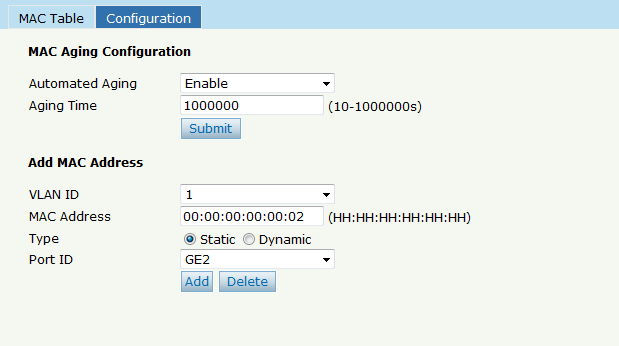 MAC Table Configuration
MAC Aging Configuration
Automated Aging Enable
Aging Time 1000000 (10-1000000s)
Submit
Add MAC Address
VLAN ID 1
MAC Address 00:00:00:00:00:02 (HH:HH:HH:HH:HH:HH)
Type Static Dynamic
Port ID GE2
Add Delete